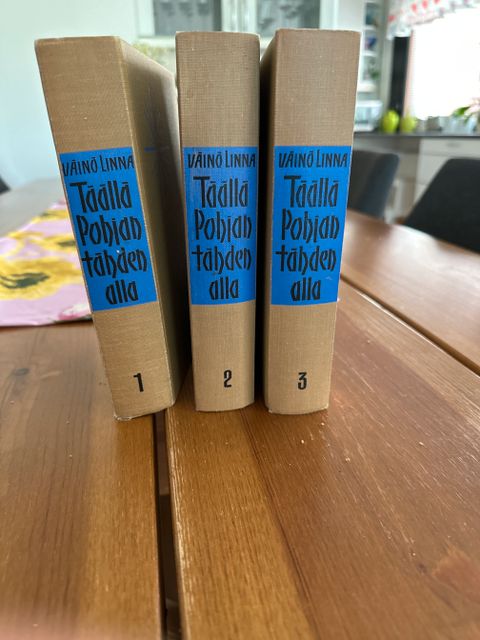 VÄINÖ LINNA
Täällä
Pohjan
tähden
alla
1
VÄINÖ LINNA
Täällä
Pohjan
tähden
alla
2
VÄINÖ LINNA
Täällä
Pohjan
tähden
alla
3